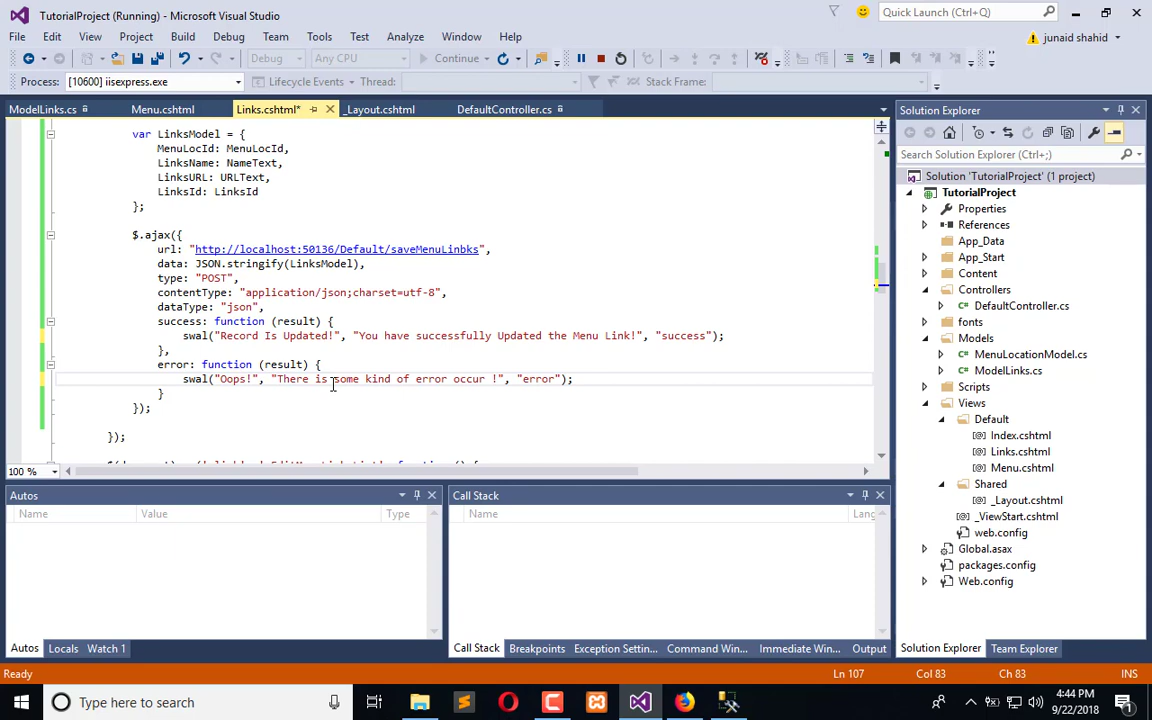 TutorialProject (Running) - Microsoft Visual Studio
Quick Launch (Ctrl+Q)
File Edit View Project Build Debug Team Tools Test Analyze Window Help
junaid shahid
Debug Any CPU Continue
Process: [10600] iisexpress.exe Lifecycle Events Thread: Stack Frame:
ModelLinks.cs Menu.cshtml Links.cshtml* _Layout.cshtml DefaultController.cs
var LinksModel = {
MenuLocId: MenuLocId,
LinksName: NameText,
LinksURL: URLText,
LinksId: LinksId
};
$.ajax({
url: "http://localhost:50136/Default/saveMenuLinbks",
data: JSON.stringify(LinksModel),
type: "POST",
contentType: "application/json;charset=utf-8",
dataType: "json",
success: function (result) {
swal("Record Is Updated!", "You have successfully Updated the Menu Link!", "success");
},
error: function (result) {
swal("Oops!", "There is some kind of error occur !", "error");
}
});
});
100 %
Autos
Name Value Type
Autos Locals Watch 1
Call Stack
Name Lang
Call Stack Breakpoints Exception Settin... Command Win... Immediate Win... Output
Solution Explorer
Search Solution Explorer (Ctrl+;)
Solution 'TutorialProject' (1 project)
TutorialProject
Properties
References
App_Data
App_Start
Content
Controllers
C# DefaultController.cs
fonts
Models
C# MenuLocationModel.cs
C# ModelLinks.cs
Scripts
Views
Default
Index.cshtml
Links.cshtml
Menu.cshtml
Shared
_Layout.cshtml
_ViewStart.cshtml
web.config
Global.asax
packages.config
Web.config
Solution Explorer Team Explorer
Ready Ln 107 Col 83 Ch 83 INS
Type here to search
4:44 PM
9/22/2018
1